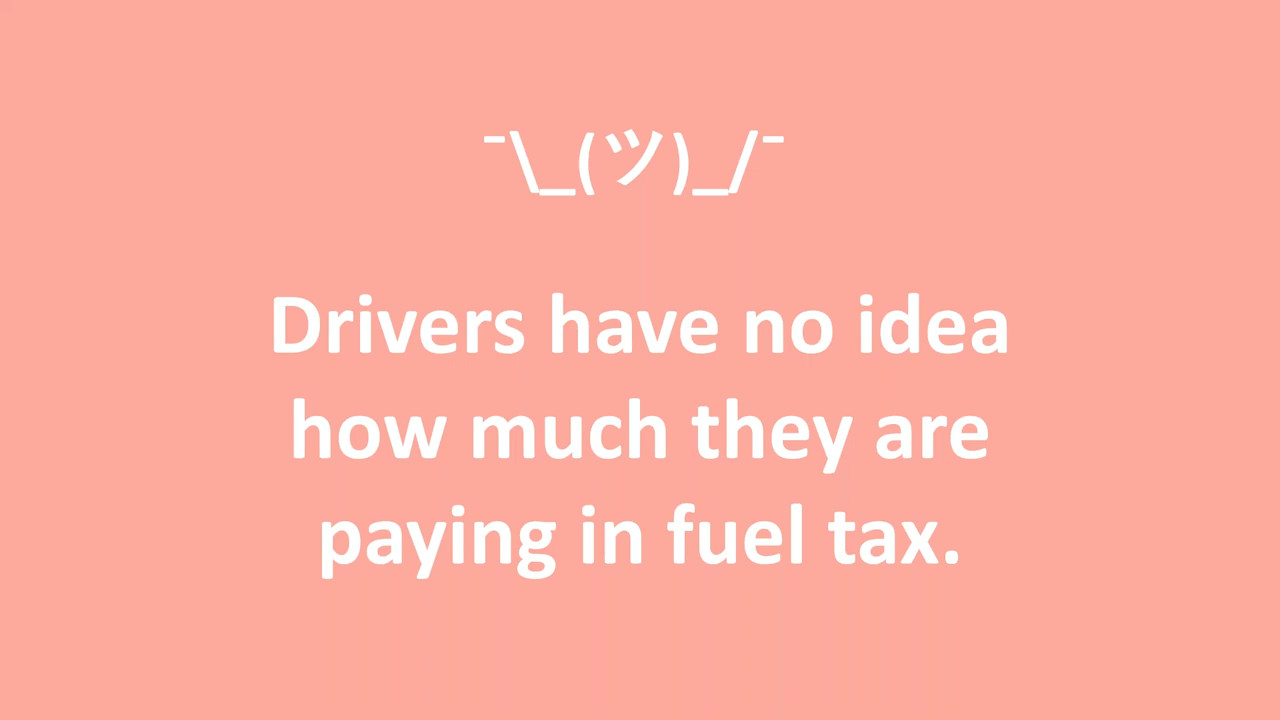 ¯\_(ツ)_/¯
Drivers have no idea
how much they are
paying in fuel tax.